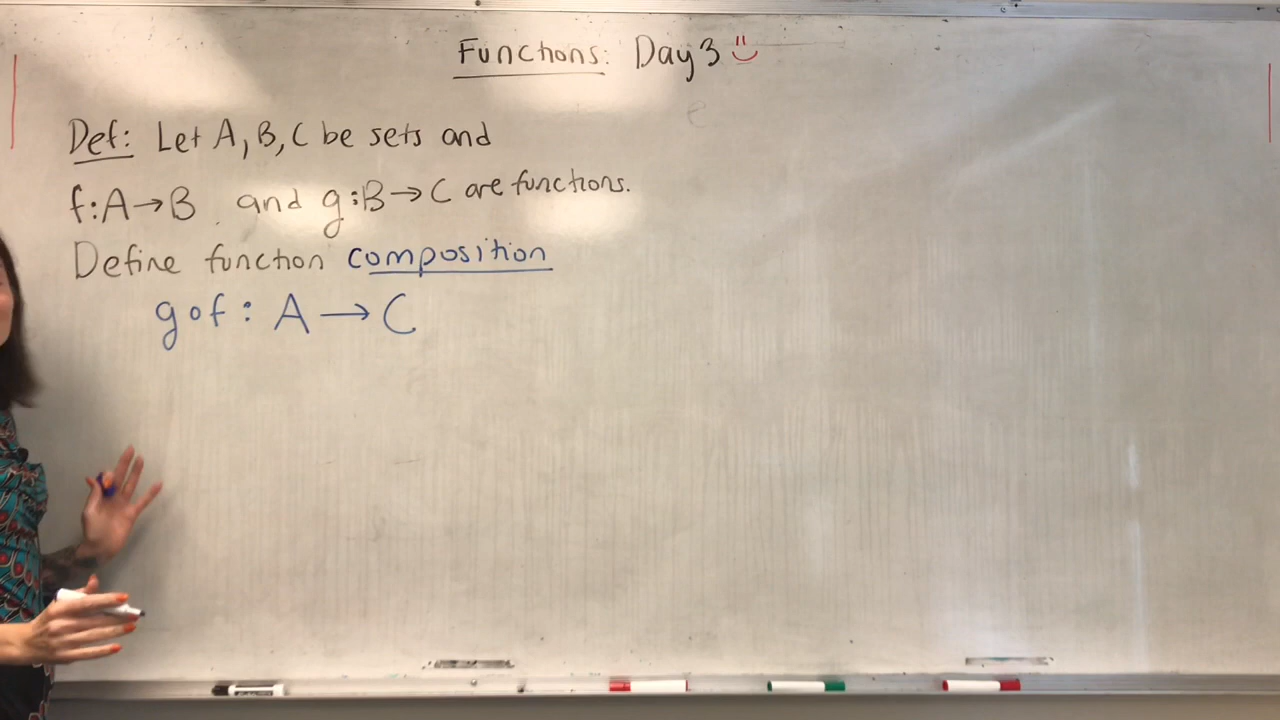 Functions: Day 3
Def: Let A, B, C be sets and
f: A → B and g: B → C are functions.
Define function composition
g∘f: A → C